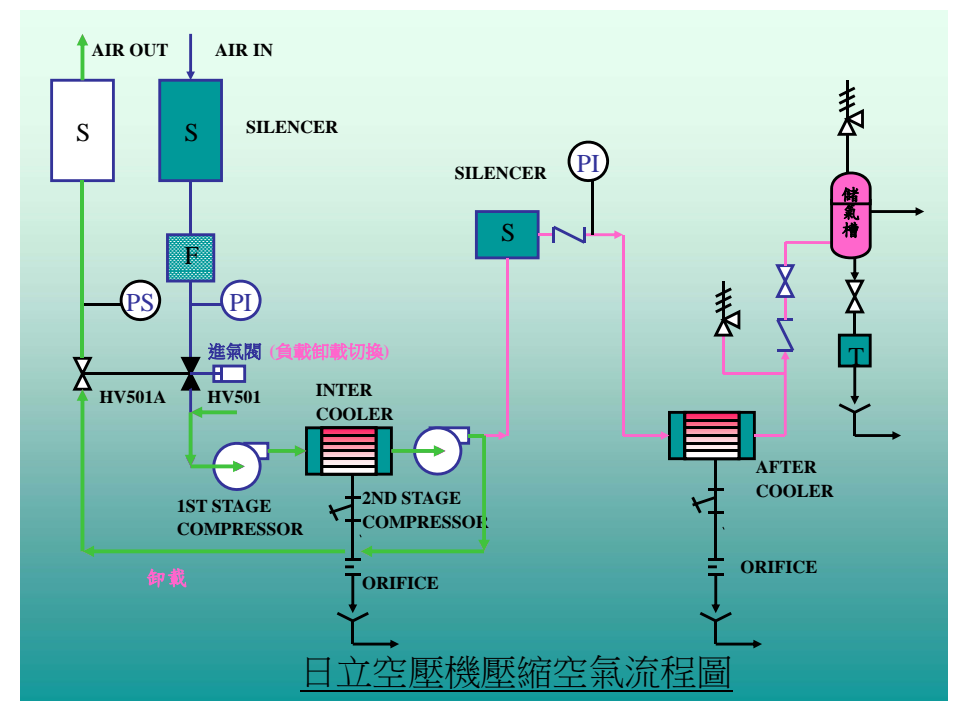 AIR OUT
AIR IN
S
S
SILENCER
SILENCER
PI
儲氣槽
S
F
PS
PI
進氣閥 (負載卸載切換)
T
HV501A
HV501
INTER
COOLER
1ST STAGE
COMPRESSOR
2ND STAGE
COMPRESSOR
AFTER
COOLER
卸載
ORIFICE
ORIFICE
日立空壓機壓縮空氣流程圖